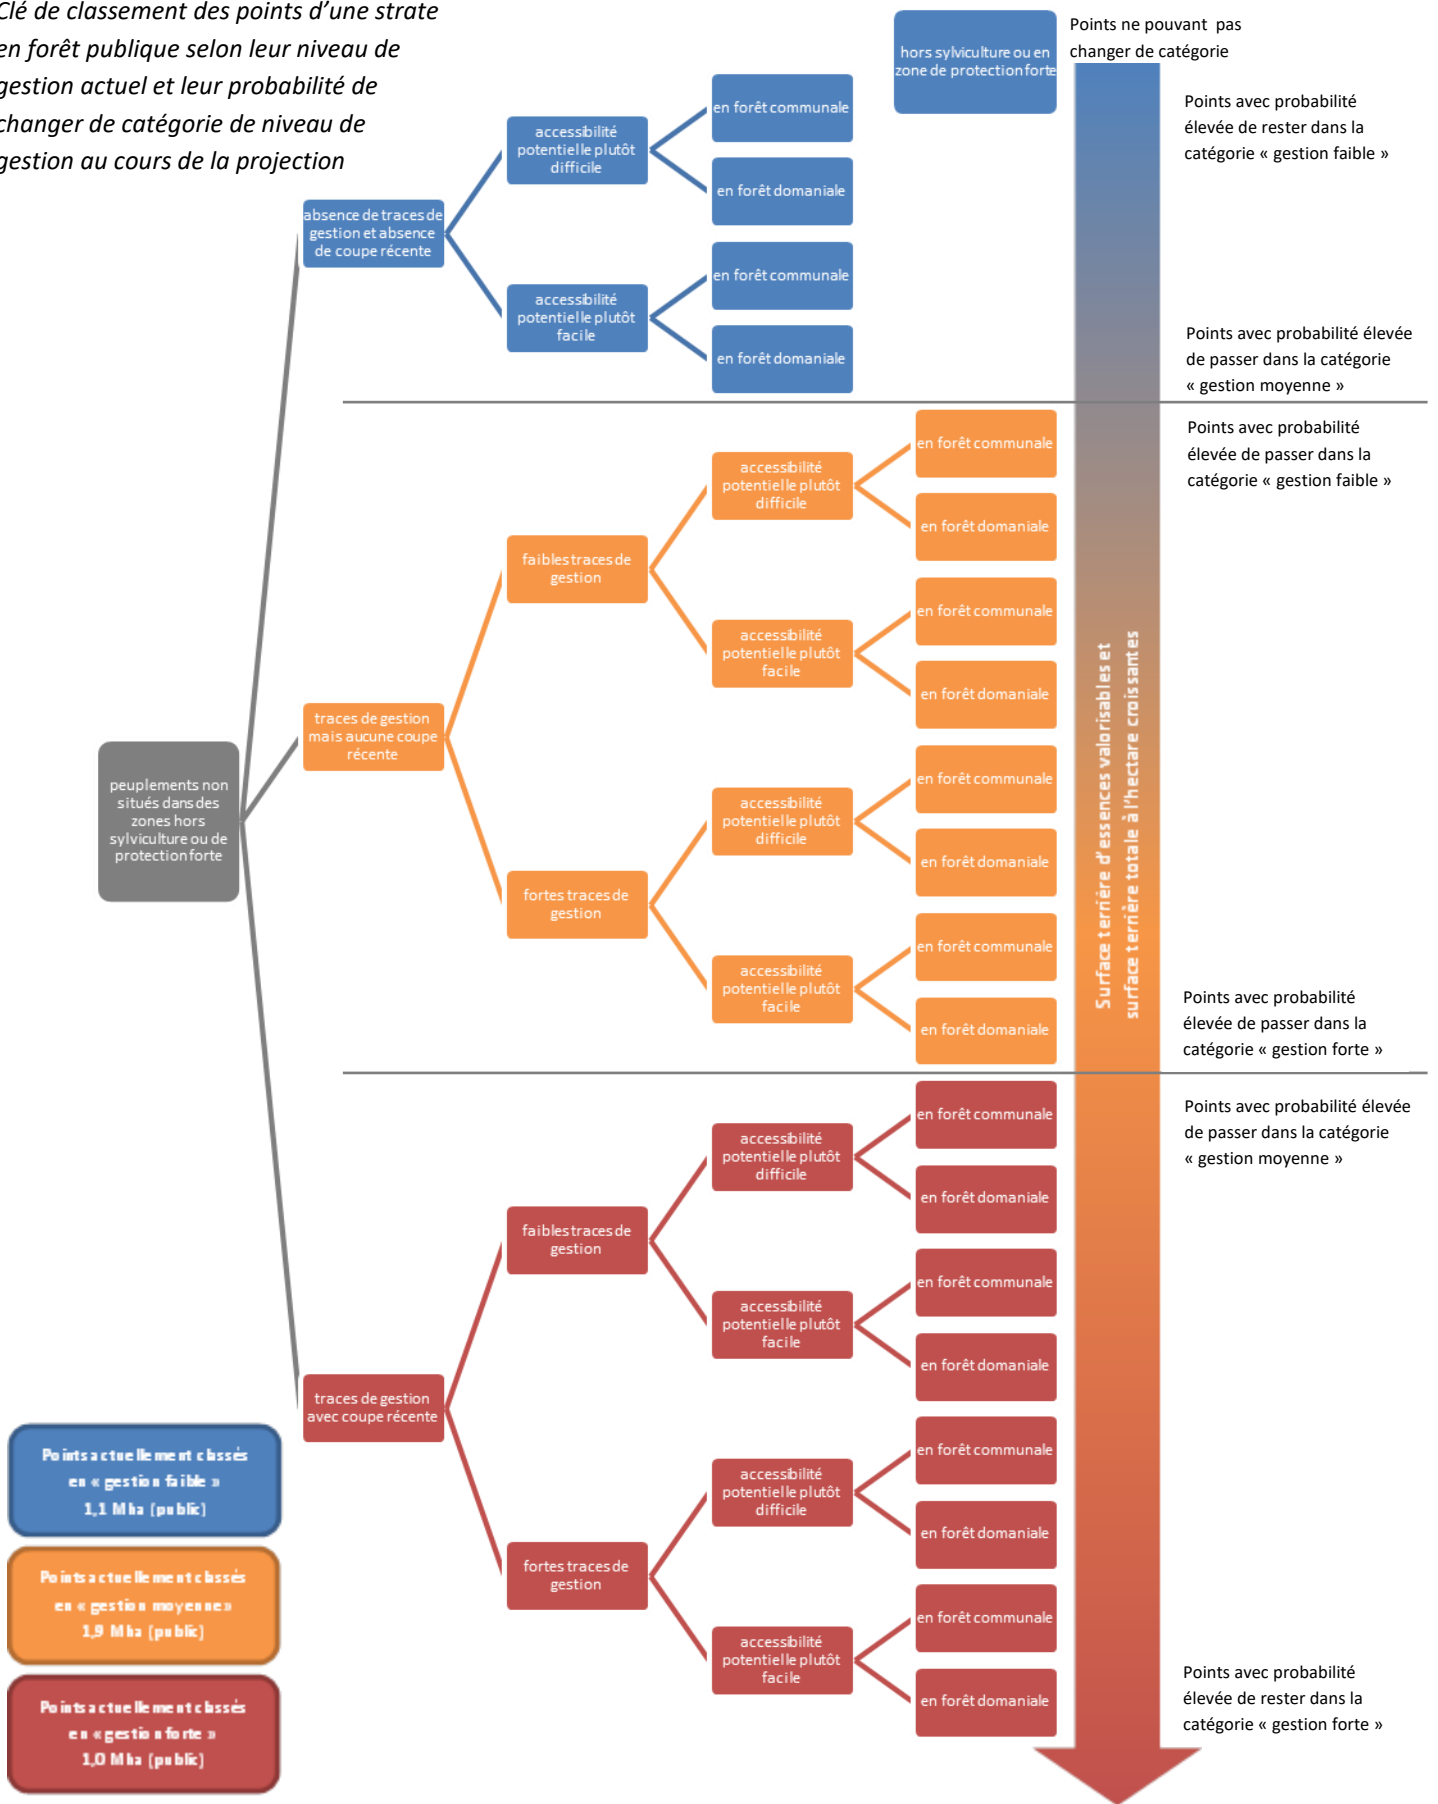 Clé de classement des points d’une strate
en forêt publique selon leur niveau de
gestion actuel et leur probabilité de
changer de catégorie de niveau de
gestion au cours de la projection
hors sylviculture ou en
zone de protection forte
Points ne pouvant pas
changer de catégorie
Points avec probabilité
élevée de rester dans la
catégorie « gestion faible »
absence de traces de
gestion et absence
de coupe récente
accessibilité
potentielle plutôt
difficile
en forêt communale
en forêt domaniale
accessibilité
potentielle plutôt
facile
en forêt communale
en forêt domaniale
Points avec probabilité élevée
de passer dans la catégorie
« gestion moyenne »
Points avec probabilité
élevée de passer dans la
catégorie « gestion faible »
peuplements non
situés dans des
zones hors
sylviculture ou de
protection forte
traces de gestion
mais aucune coupe
récente
faibles traces de
gestion
accessibilité
potentielle plutôt
difficile
en forêt communale
en forêt domaniale
accessibilité
potentielle plutôt
facile
en forêt communale
en forêt domaniale
fortes traces de
gestion
accessibilité
potentielle plutôt
difficile
en forêt communale
en forêt domaniale
accessibilité
potentielle plutôt
facile
en forêt communale
en forêt domaniale
Surface terrière d’essences valorisables et
surface terrière totale à l’hectare croissantes
Points avec probabilité
élevée de passer dans la
catégorie « gestion forte »
Points avec probabilité élevée
de passer dans la catégorie
« gestion moyenne »
traces de gestion
avec coupe récente
faibles traces de
gestion
accessibilité
potentielle plutôt
difficile
en forêt communale
en forêt domaniale
accessibilité
potentielle plutôt
facile
en forêt communale
en forêt domaniale
fortes traces de
gestion
accessibilité
potentielle plutôt
difficile
en forêt communale
en forêt domaniale
accessibilité
potentielle plutôt
facile
en forêt communale
en forêt domaniale
Points avec probabilité
élevée de rester dans la
catégorie « gestion forte »
Points actuellement classés
en « gestion faible »
1,1 Mha (public)
Points actuellement classés
en « gestion moyenne »
1,9 Mha (public)
Points actuellement classés
en « gestion forte »
1,0 Mha (public)